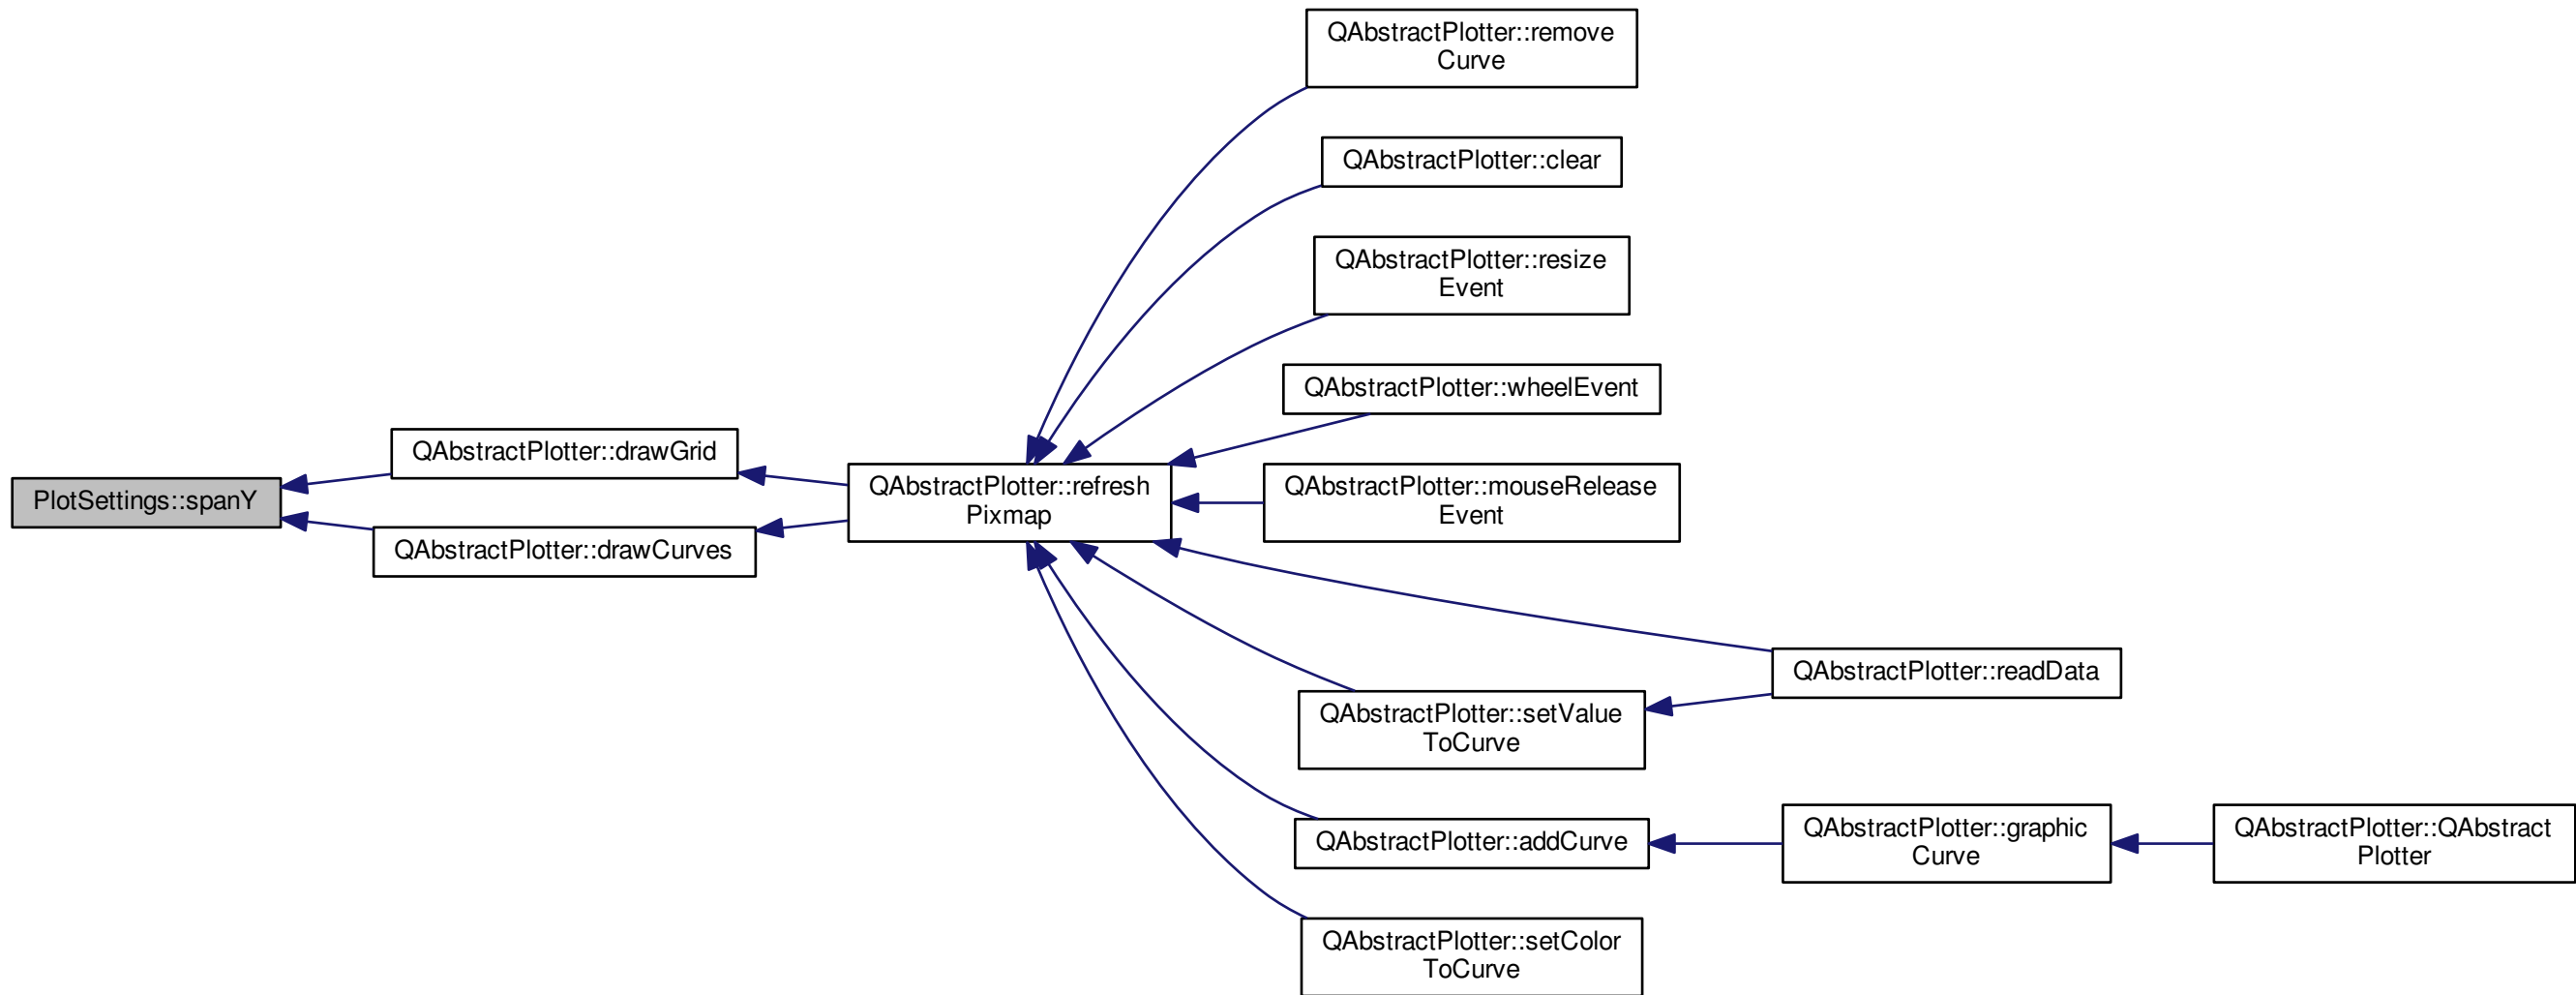 QAbstractPlotter::remove
Curve
QAbstractPlotter::clear
QAbstractPlotter::resize
Event
QAbstractPlotter::wheelEvent
QAbstractPlotter::drawGrid
PlotSettings::spanY
QAbstractPlotter::refresh
Pixmap
QAbstractPlotter::mouseRelease
Event
QAbstractPlotter::drawCurves
QAbstractPlotter::readData
QAbstractPlotter::setValue
ToCurve
QAbstractPlotter::addCurve
QAbstractPlotter::graphic
Curve
QAbstractPlotter::QAbstract
Plotter
QAbstractPlotter::setColor
ToCurve